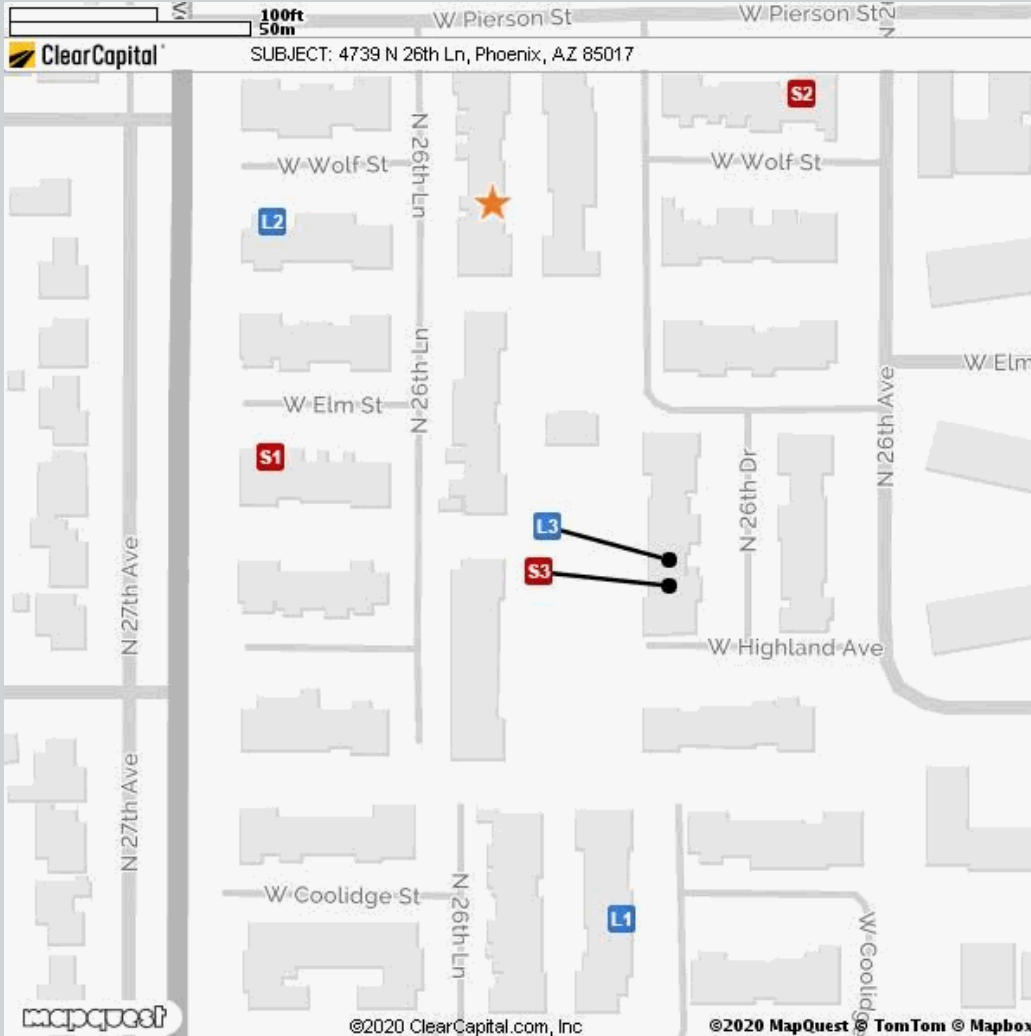 100ft
50m
W Pierson St
W Pierson St
ClearCapital
SUBJECT: 4739 N 26th Ln, Phoenix, AZ 85017
S2
N 26th Ln
W Wolf St
W Wolf St
L2
N 26th Ln
W Elm St
W Elm
N 26th Ave
S1
N 26th Dr
L3
S3
N 27th Ave
W Highland Ave
N 27th Ave
W Coolidge St
N 26th Ln
L1
W Coolidg
mapquest
©2020 ClearCapital.com, Inc
©2020 MapQuest © TomTom © Mapbox